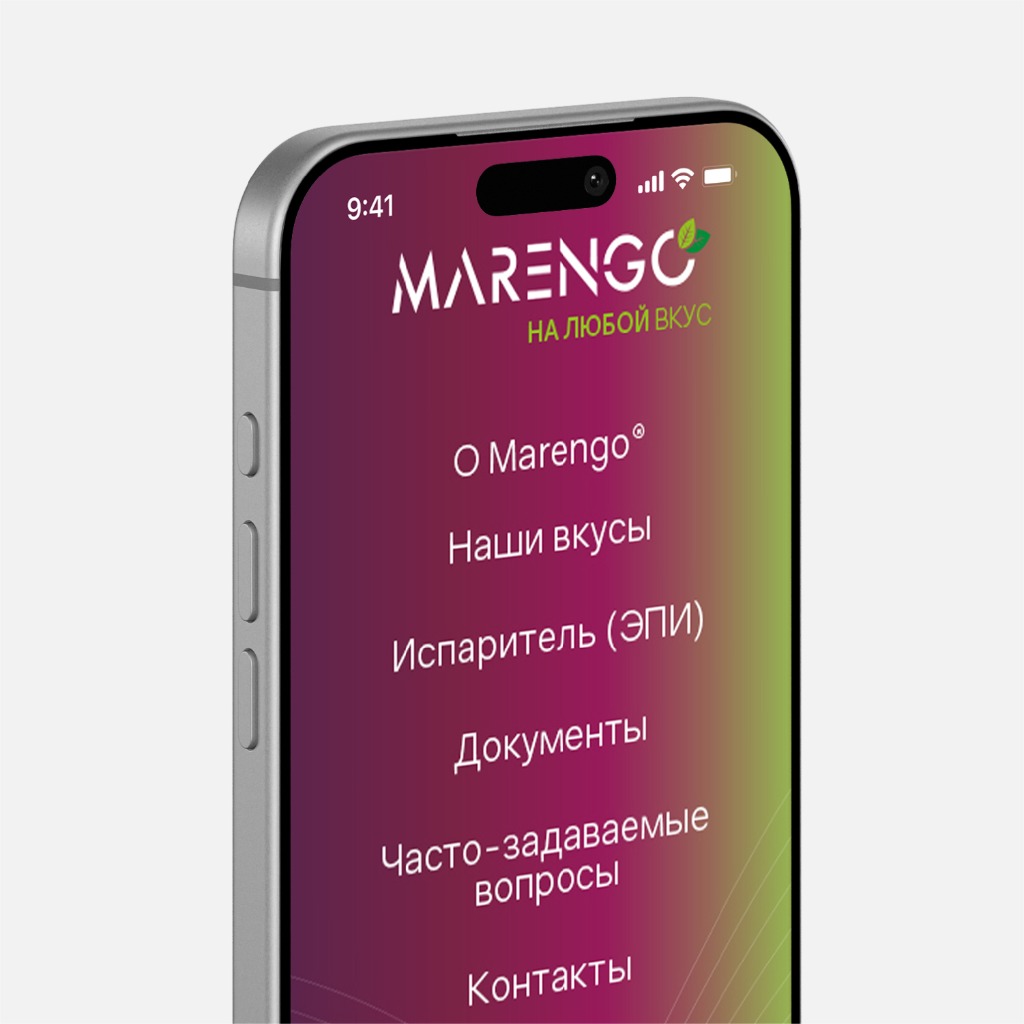 9:41
MARENGO
НА ЛЮБОЙ ВКУС
О Marengo®
Наши вкусы
Испаритель (ЭПИ)
Документы
Часто-задаваемые
вопросы
Контакты